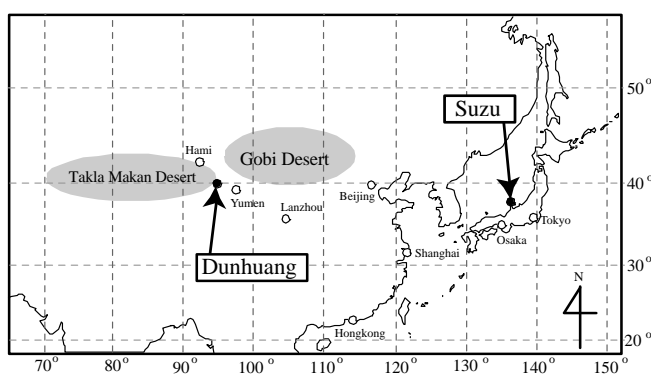 50°
Suzu
Hami
Gobi Desert
Takla Makan Desert
40°
Yumen
Beijing
Lanzhou
Tokyo
Osaka
Shanghai
Dunhuang
30°
N
Hongkong
20°
70° 80° 90° 100° 110° 120° 130° 140° 150°